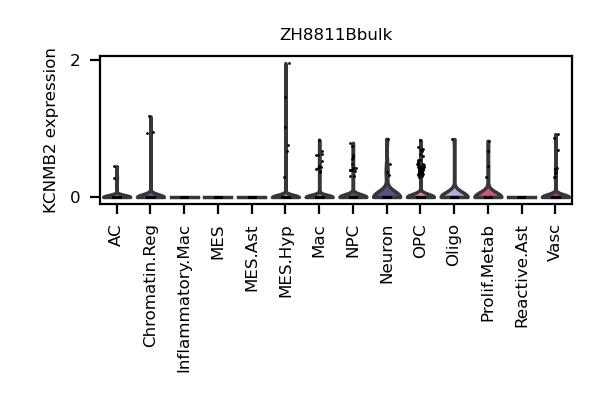 ZH8811Bbulk
KCNMB2 expression
2
0
AC
Chromatin.Reg
Inflammatory.Mac
MES
MES.Ast
MES.Hyp
Mac
NPC
Neuron
OPC
Oligo
Prolif.Metab
Reactive.Ast
Vasc